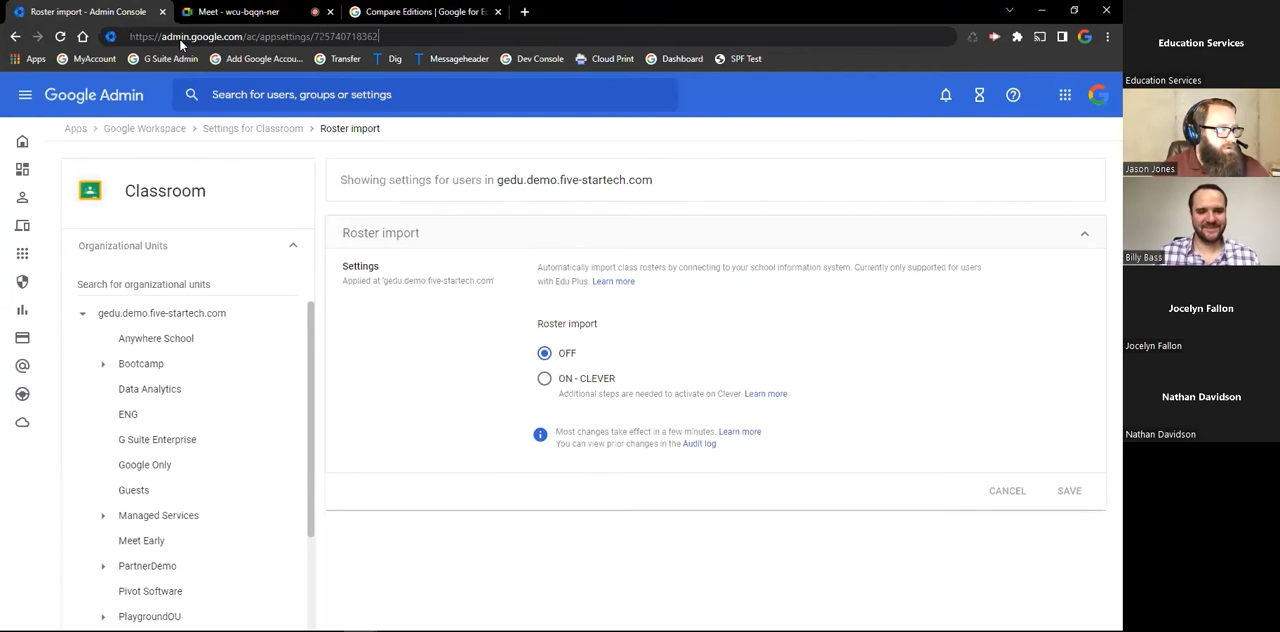 Roster import - Admin Console
Meet - wcu-bqqn-mer
Compare Editions | Google for E
https://admin.google.com/ac/appsettings/725740718362
Apps
MyAccount
G Suite Admin
Add Google Accou...
Transfer
Dig
Messageheader
Dev Console
Cloud Print
Dashboard
SPF Test
Google Admin
Search for users, groups or settings
Apps > Google Workspace > Settings for Classroom > Roster import
Classroom
Organizational Units
Search for organizational units
gedu.demo.five-startech.com
Anywhere School
Bootcamp
Data Analytics
ENG
G Suite Enterprise
Google Only
Guests
Managed Services
Meet Early
PartnerDemo
Pivot Software
PlaygroundOU
Showing settings for users in gedu.demo.five-startech.com
Roster import
Settings
Applied at 'gedu.demo.five-startech.com'
Automatically import class rosters by connecting to your school information system. Currently only supported for users
with Edu Plus. Learn more
Roster import
OFF
ON - CLEVER
Additional steps are needed to activate on Clever. Learn more
Most changes take effect in a few minutes. Learn more
You can view prior changes in the Audit log
CANCEL
SAVE
Education Services
Education Services
Jason Jones
Billy Bass
Jocelyn Fallon
Jocelyn Fallon
Nathan Davidson
Nathan Davidson